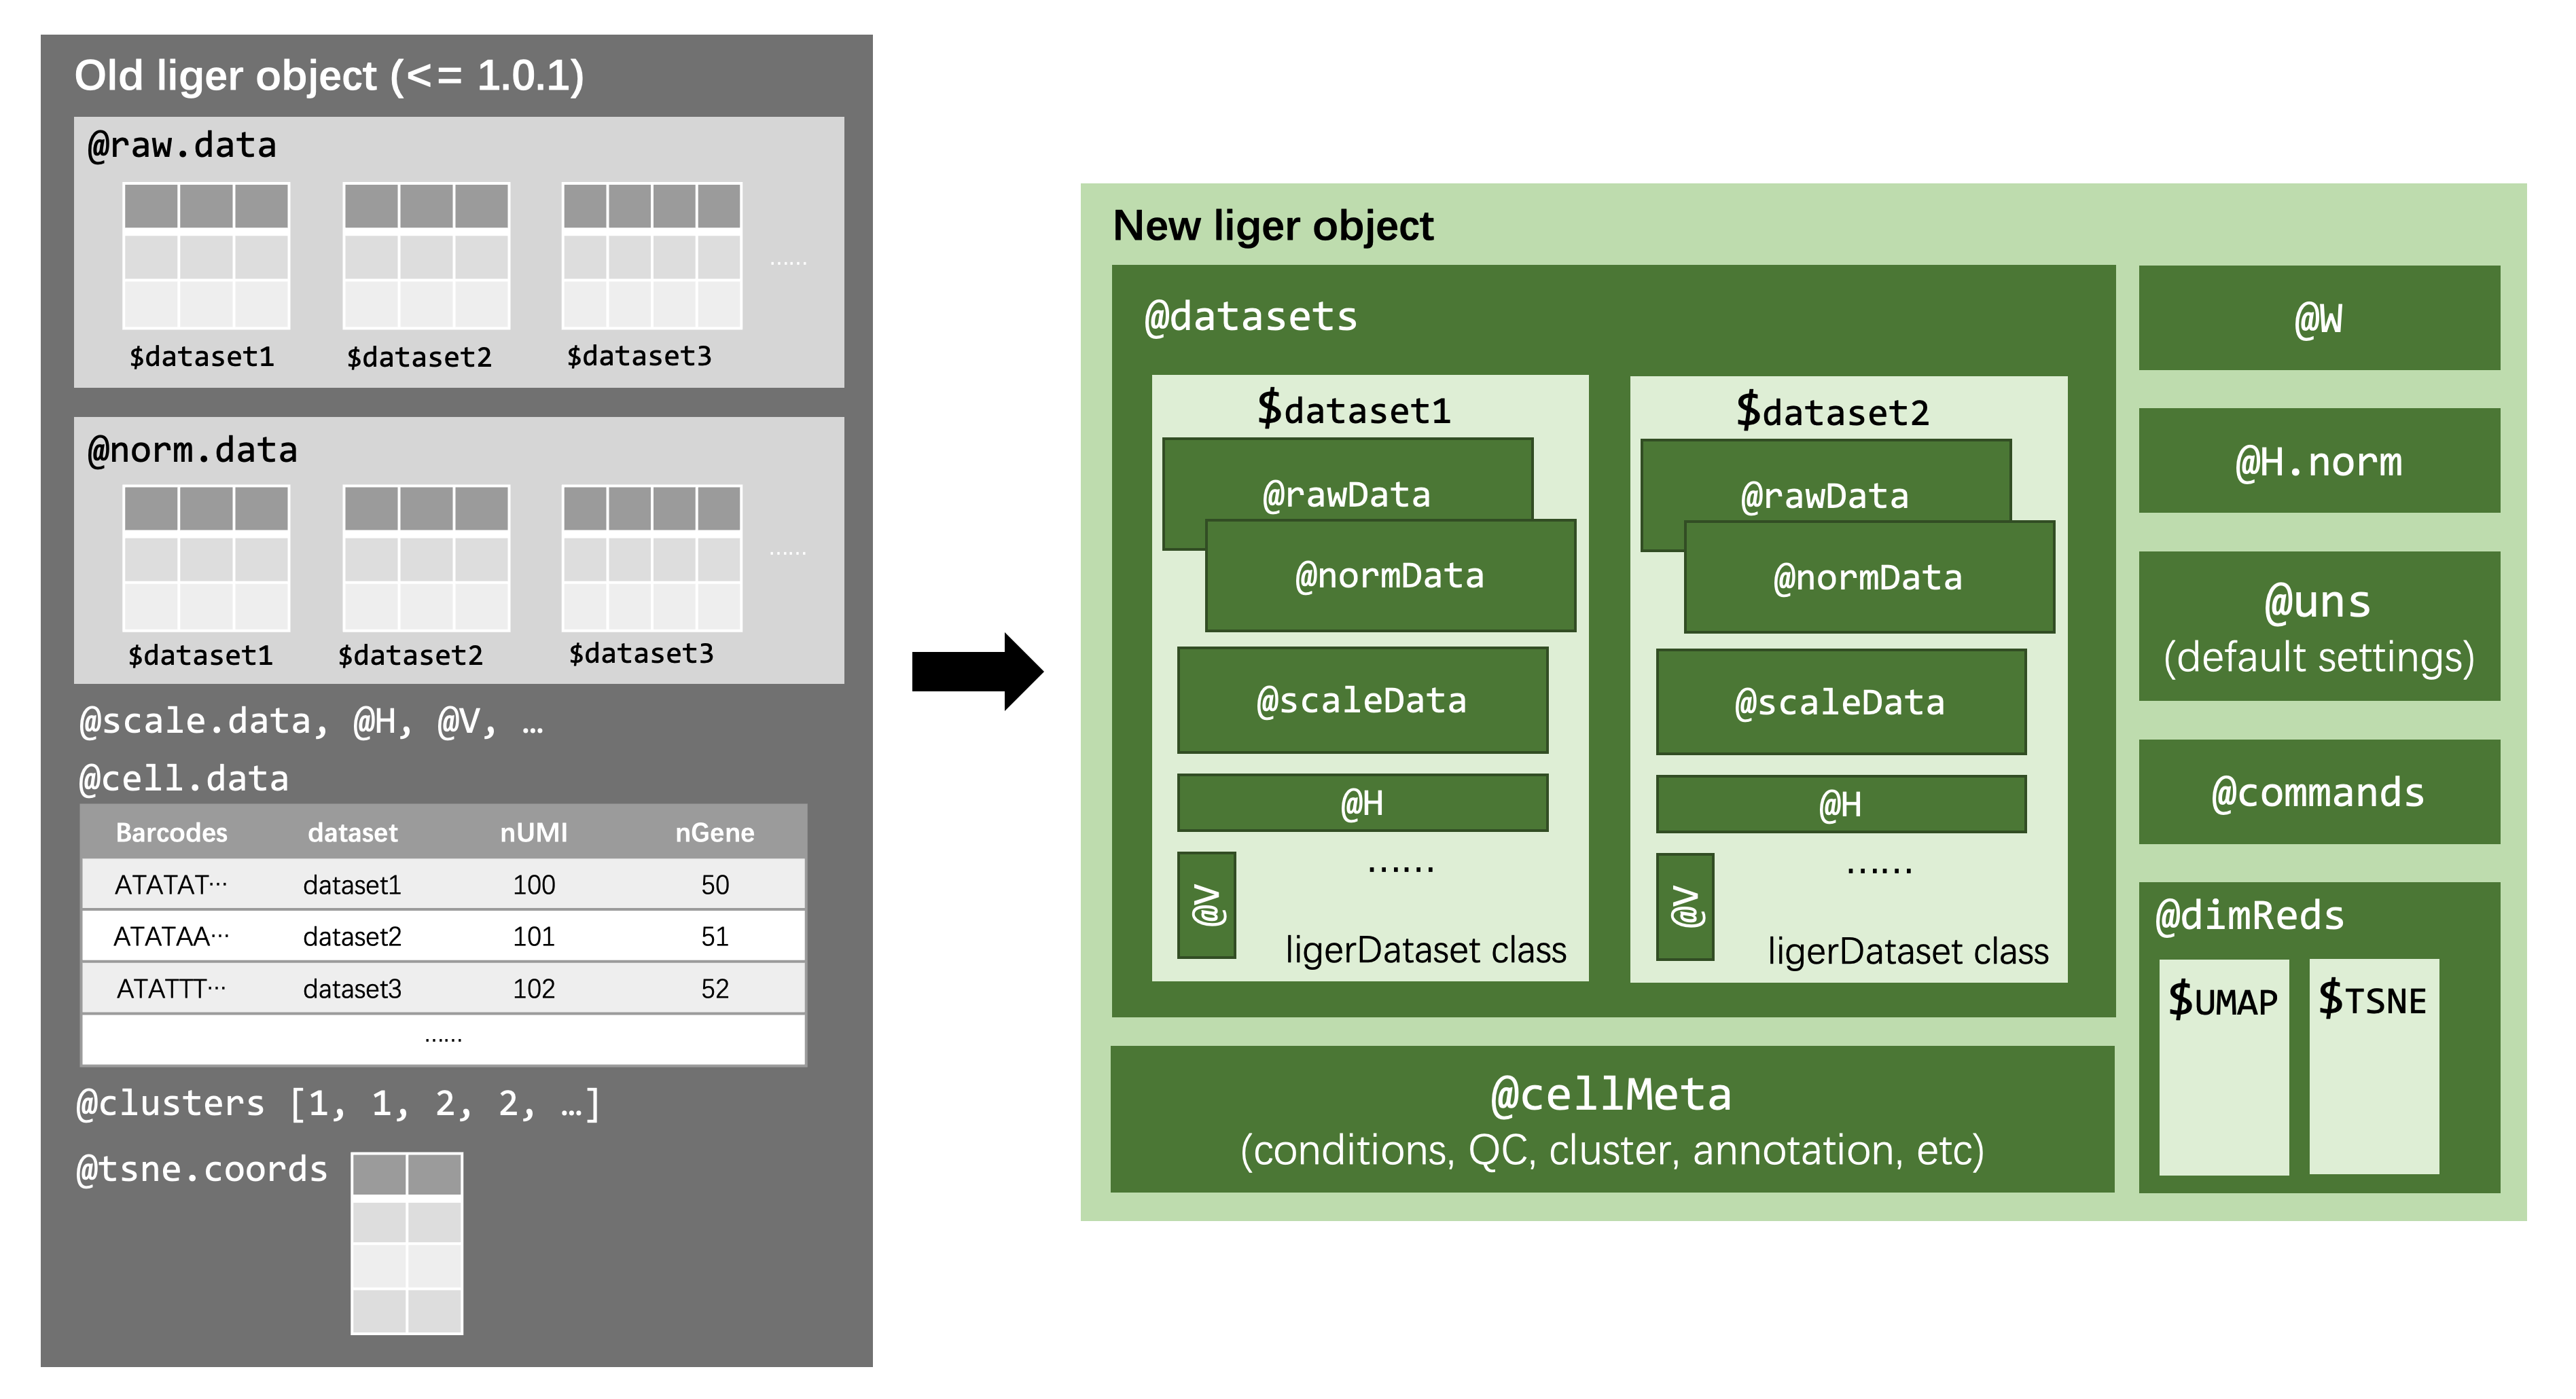 Old liger object (<= 1.0.1)
@raw.data
……
$dataset1 $dataset2 $dataset3
@norm.data
……
$dataset1 $dataset2 $dataset3
@scale.data, @H, @V, …
@cell.data
Barcodes dataset nUMI nGene
ATATAT… dataset1 100 50
ATATAA… dataset2 101 51
ATATTT… dataset3 102 52
……
@clusters [1, 1, 2, 2, …]
@tsne.coords
New liger object
@datasets
$dataset1
@rawData
@normData
@scaleData
@H
……
@V
ligerDataset class
$dataset2
@rawData
@normData
@scaleData
@H
……
@V
ligerDataset class
@cellMeta
(conditions, QC, cluster, annotation, etc)
@W
@H.norm
@uns
(default settings)
@commands
@dimReds
$UMAP $TSNE